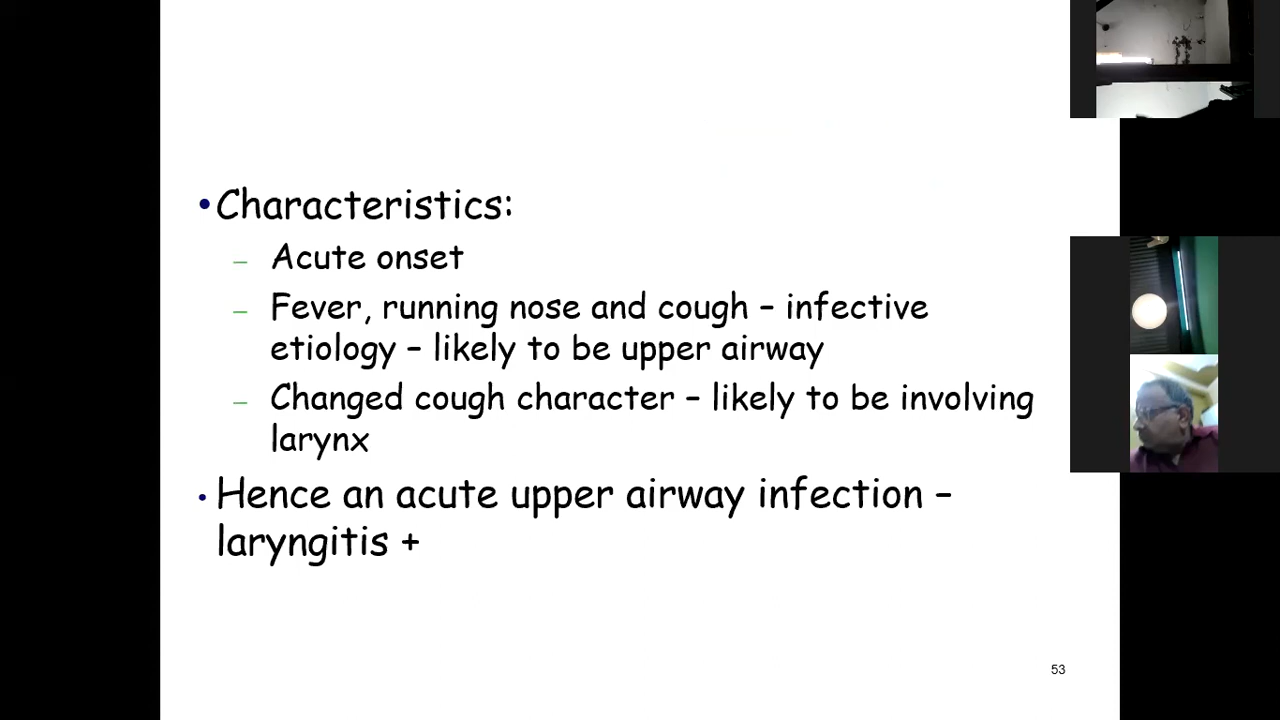 •Characteristics:
– Acute onset
– Fever, running nose and cough – infective
etiology – likely to be upper airway
– Changed cough character – likely to be involving
larynx
• Hence an acute upper airway infection –
laryngitis +
53